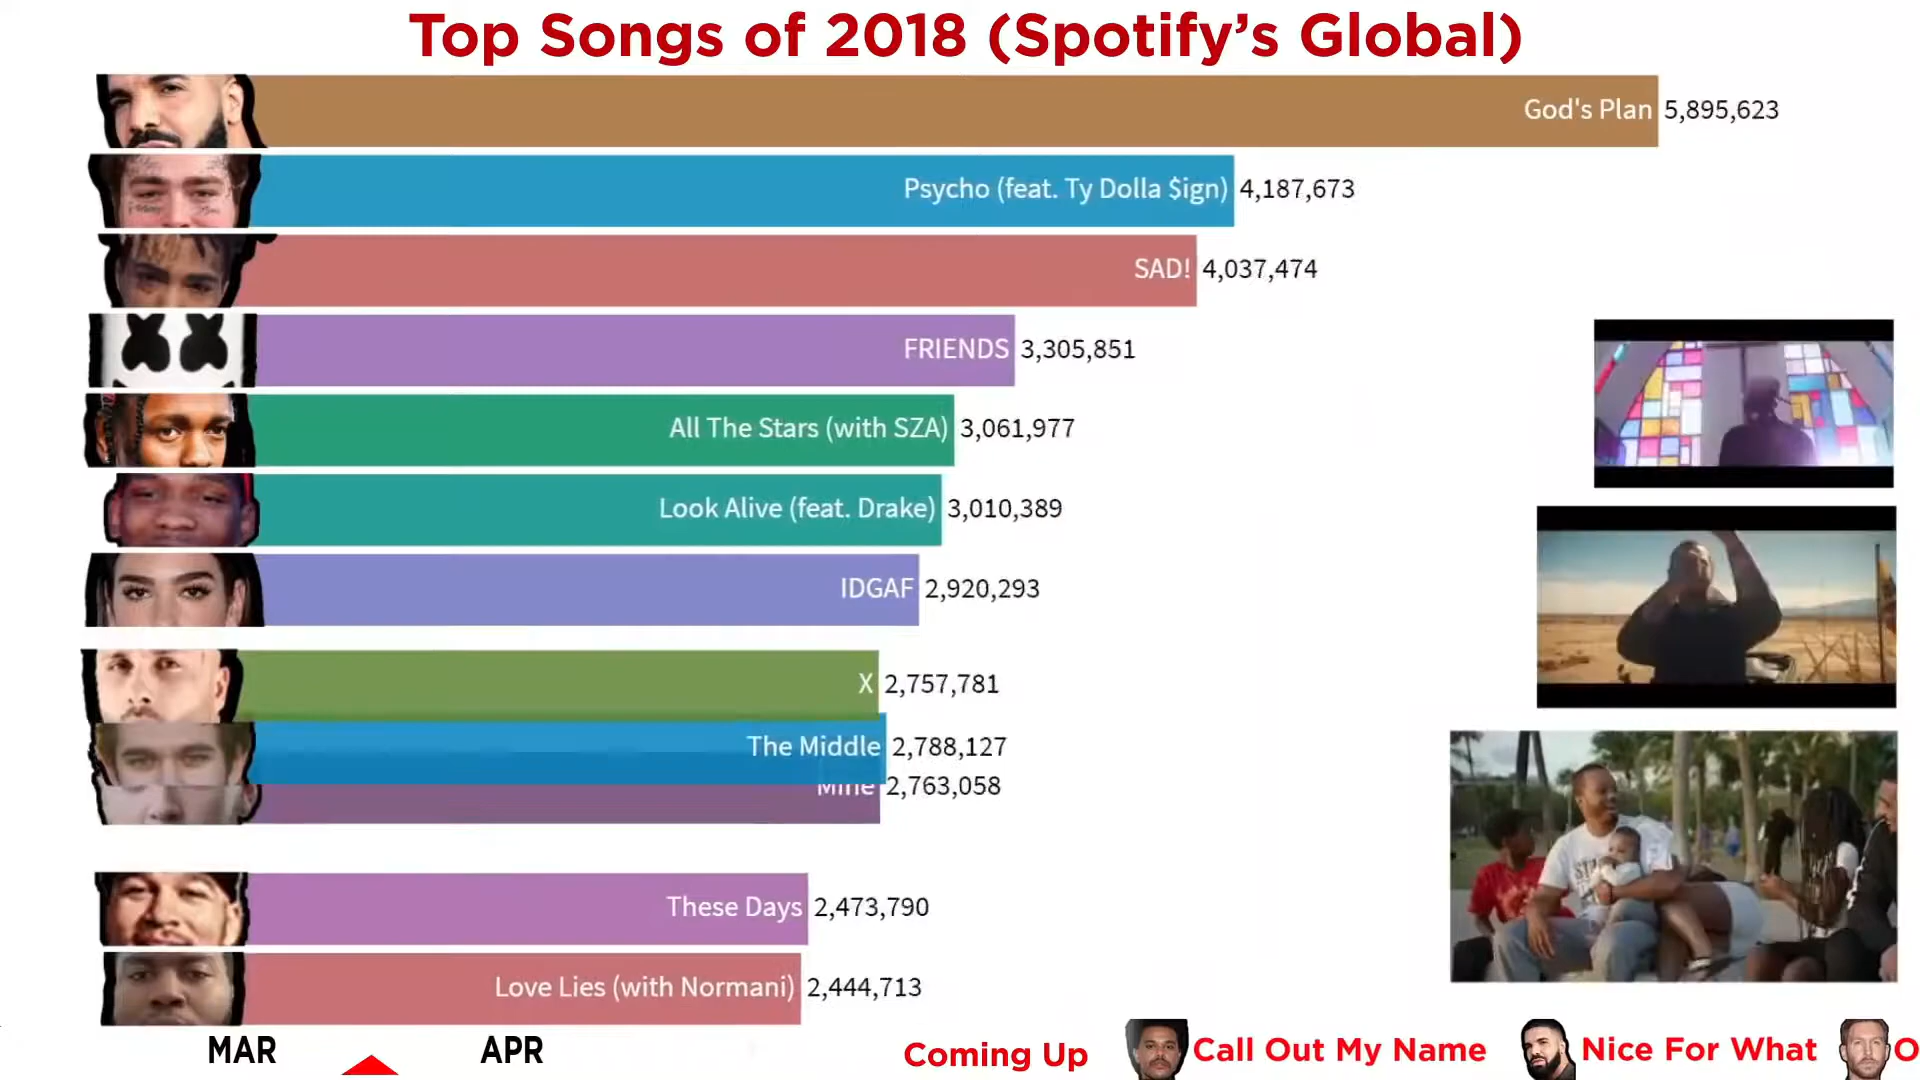 Top Songs of 2018 (Spotify’s Global)
God's Plan 5,895,623
Psycho (feat. Ty Dolla $ign) 4,187,673
SAD! 4,037,474
FRIENDS 3,305,851
All The Stars (with SZA) 3,061,977
Look Alive (feat. Drake) 3,010,389
IDGAF 2,920,293
X 2,757,781
The Middle 2,788,127
Mine 2,763,058
These Days 2,473,790
Love Lies (with Normani) 2,444,713
MAR APR
Coming Up Call Out My Name Nice For What O